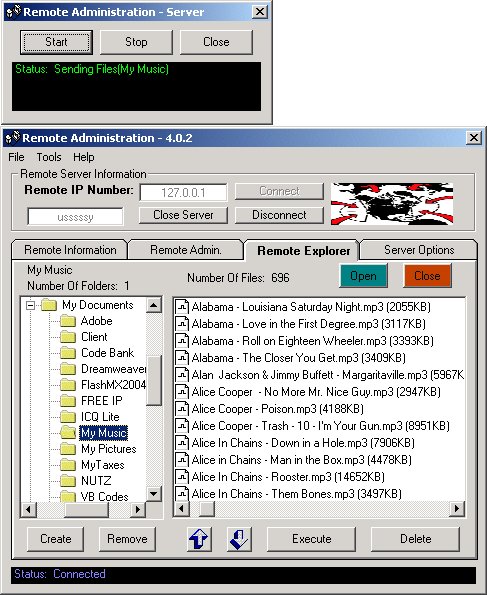 Remote Administration - Server
Start Stop Close
Status: Sending Files(My Music)
Remote Administration - 4.0.2
File Tools Help
Remote Server Information
Remote IP Number: 127.0.0.1 Connect
usssssy Close Server Disconnect
Remote Information Remote Admin. Remote Explorer Server Options
My Music
Number Of Folders: 1 Number Of Files: 696 Open Close
My Documents
Adobe
Client
Code Bank
Dreamweaver
FlashMX2004
FREE IP
ICQ Lite
My Music
My Pictures
MyTaxes
NUTZ
VB Codes
Alabama - Louisiana Saturday Night.mp3 (2055KB)
Alabama - Love in the First Degree.mp3 (3117KB)
Alabama - Roll on Eighteen Wheeler.mp3 (3393KB)
Alabama - The Closer You Get.mp3 (3409KB)
Alan Jackson & Jimmy Buffett - Margaritaville.mp3 (5967K
Alice Cooper - No More Mr. Nice Guy.mp3 (2947KB)
Alice Cooper - Poison.mp3 (4188KB)
Alice Cooper - Trash - 10 - I'm Your Gun.mp3 (8951KB)
Alice In Chains - Down in a Hole.mp3 (7906KB)
Alice in Chains - Man in the Box.mp3 (4478KB)
Alice In Chains - Rooster.mp3 (14652KB)
Alice In Chains - Them Bones.mp3 (3497KB)
Create Remove Execute Delete
Status: Connected